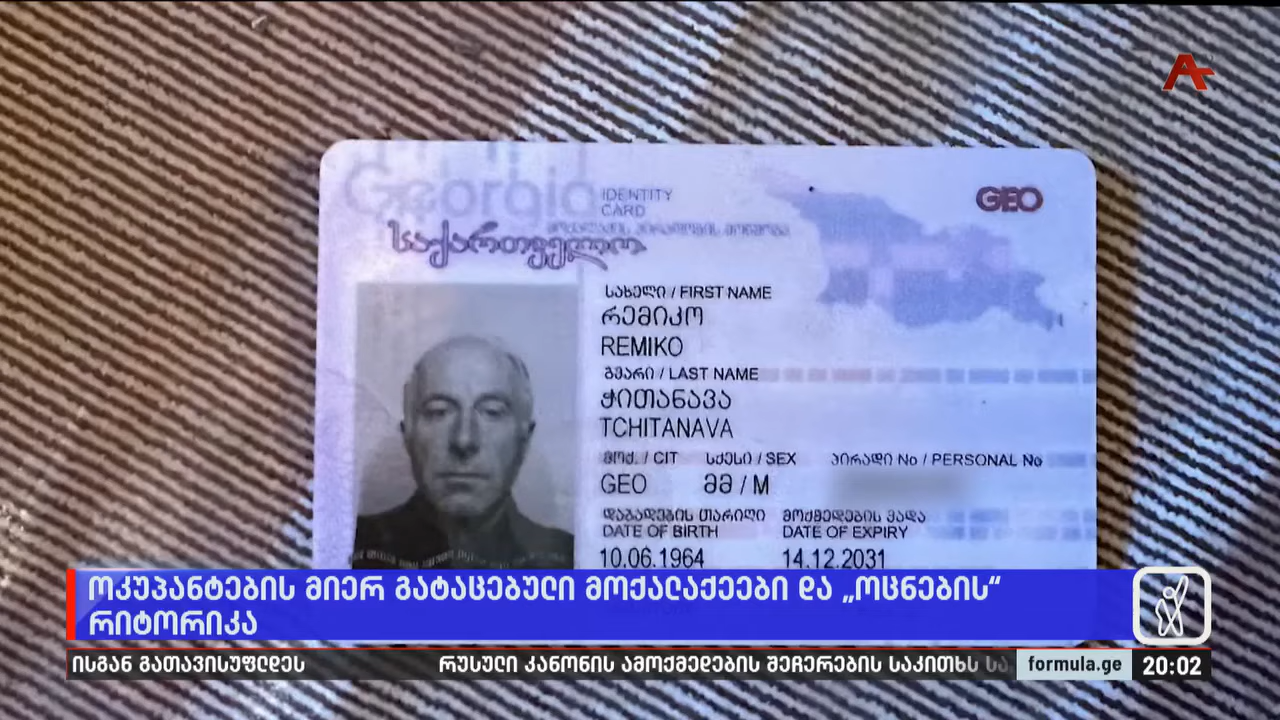 Georgia
IDENTITY
CARD
საქართველო
მოქალაქის პირადობის მოწმობა
GEO
სახელი / FIRST NAME
რემიკო
REMIKO
გვარი / LAST NAME
ჭითანავა
TCHITANAVA
მოქ. / CIT სქესი / SEX პირადი No / PERSONAL No
GEO მმ / M
დაბადების თარიღი მოქმედების ვადა
DATE OF BIRTH DATE OF EXPIRY
10.06.1964 14.12.2031
ოკუპანტების მიერ გატაცებული მოქალაქეები და „ოცნების“
რიტორიკა
ისგან გათავისუფლდეს რუსული კანონის ამოქმედების შეჩერების საკითხს formula.ge 20:02